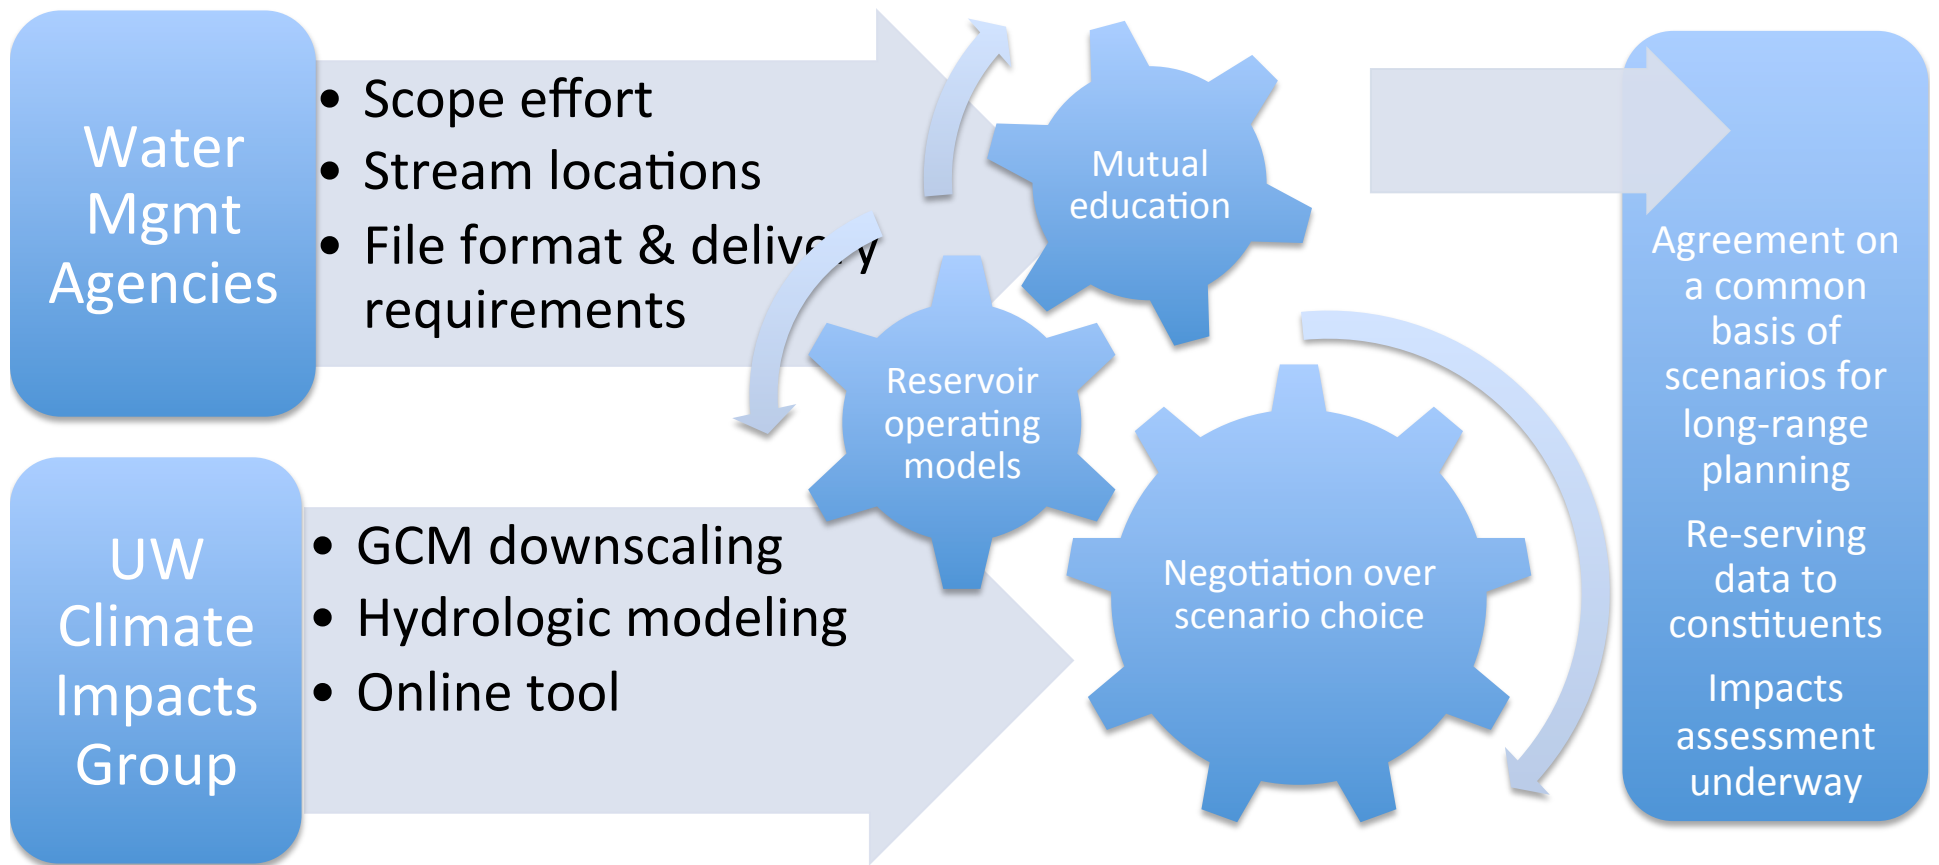 Water
Mgmt
Agencies
• Scope effort
• Stream locations
• File format & delivery
requirements
UW
Climate
Impacts
Group
• GCM downscaling
• Hydrologic modeling
• Online tool
Mutual
education
Reservoir
operating
models
Negotiation over
scenario choice
Agreement on
a common
basis of
scenarios for
long-range
planning
Re-serving
data to
constituents
Impacts
assessment
underway